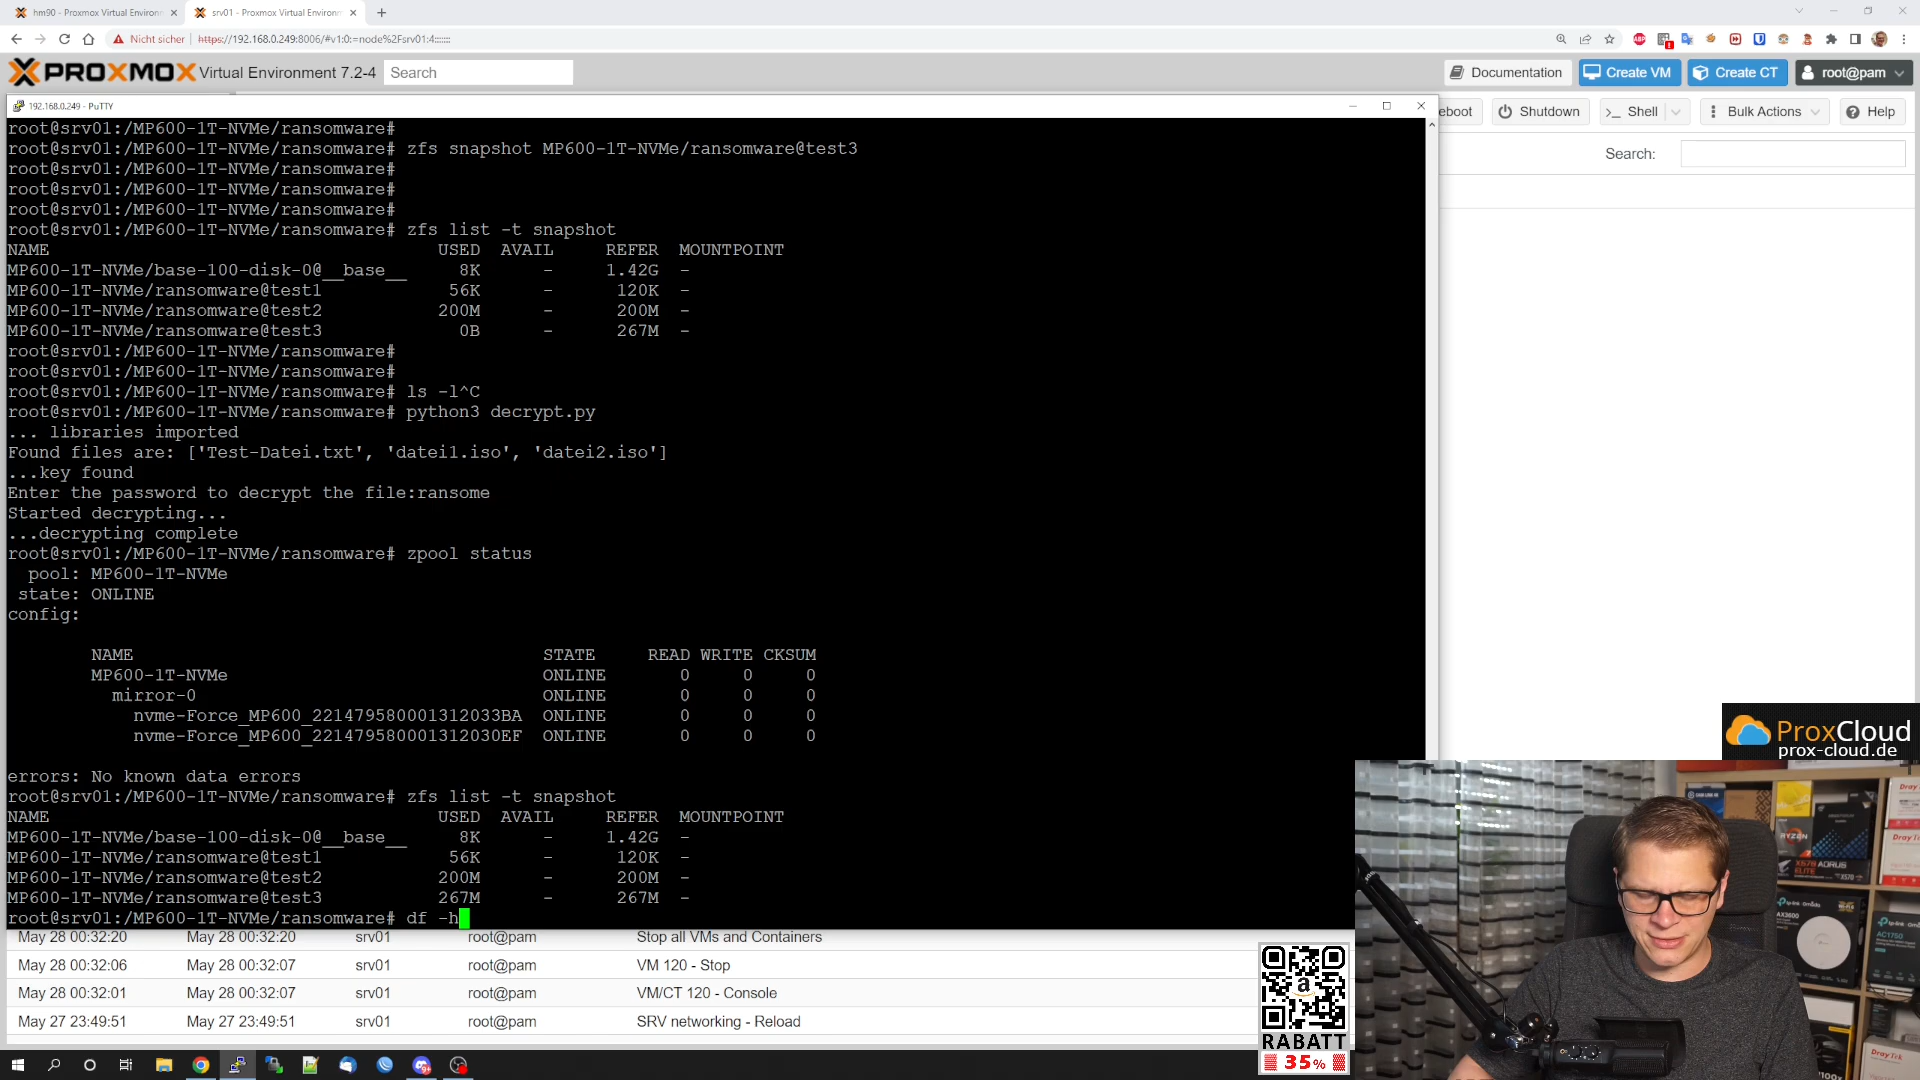 hm90 - Proxmox Virtual Environm
srv01 - Proxmox Virtual Environm
Nicht sicher
https://192.168.0.249:8006/#v1:0:=node%2Fsrv01:4:::::::
PROXMOX Virtual Environment 7.2-4
Search
Documentation
Create VM
Create CT
root@pam
192.168.0.249 - PuTTY
eboot
Shutdown
>_ Shell
Bulk Actions
Help
Search:
root@srv01:/MP600-1T-NVMe/ransomware#
root@srv01:/MP600-1T-NVMe/ransomware# zfs snapshot MP600-1T-NVMe/ransomware@test3
root@srv01:/MP600-1T-NVMe/ransomware#
root@srv01:/MP600-1T-NVMe/ransomware#
root@srv01:/MP600-1T-NVMe/ransomware#
root@srv01:/MP600-1T-NVMe/ransomware# zfs list -t snapshot
NAME USED AVAIL REFER MOUNTPOINT
MP600-1T-NVMe/base-100-disk-0@__base__ 8K - 1.42G -
MP600-1T-NVMe/ransomware@test1 56K - 120K -
MP600-1T-NVMe/ransomware@test2 200M - 200M -
MP600-1T-NVMe/ransomware@test3 0B - 267M -
root@srv01:/MP600-1T-NVMe/ransomware#
root@srv01:/MP600-1T-NVMe/ransomware#
root@srv01:/MP600-1T-NVMe/ransomware# ls -l^C
root@srv01:/MP600-1T-NVMe/ransomware# python3 decrypt.py
... libraries imported
Found files are: ['Test-Datei.txt', 'datei1.iso', 'datei2.iso']
...key found
Enter the password to decrypt the file:ransome
Started decrypting...
...decrypting complete
root@srv01:/MP600-1T-NVMe/ransomware# zpool status
pool: MP600-1T-NVMe
state: ONLINE
config:
NAME STATE READ WRITE CKSUM
MP600-1T-NVMe ONLINE 0 0 0
mirror-0 ONLINE 0 0 0
nvme-Force_MP600_2214795800013120 33BA ONLINE 0 0 0
nvme-Force_MP600_221479580001312030EF ONLINE 0 0 0
errors: No known data errors
root@srv01:/MP600-1T-NVMe/ransomware# zfs list -t snapshot
NAME USED AVAIL REFER MOUNTPOINT
MP600-1T-NVMe/base-100-disk-0@__base__ 8K - 1.42G -
MP600-1T-NVMe/ransomware@test1 56K - 120K -
MP600-1T-NVMe/ransomware@test2 200M - 200M -
MP600-1T-NVMe/ransomware@test3 267M - 267M -
root@srv01:/MP600-1T-NVMe/ransomware# df -h
May 28 00:32:20 May 28 00:32:20 srv01 root@pam Stop all VMs and Containers
May 28 00:32:06 May 28 00:32:07 srv01 root@pam VM 120 - Stop
May 28 00:32:01 May 28 00:32:07 srv01 root@pam VM/CT 120 - Console
May 27 23:49:51 May 27 23:49:51 srv01 root@pam SRV networking - Reload
ProxCloud
prox-cloud.de
a
RABATT
35%
RYZEN
X570 AORUS
ELITE
AX3000
tp-link
AC1750